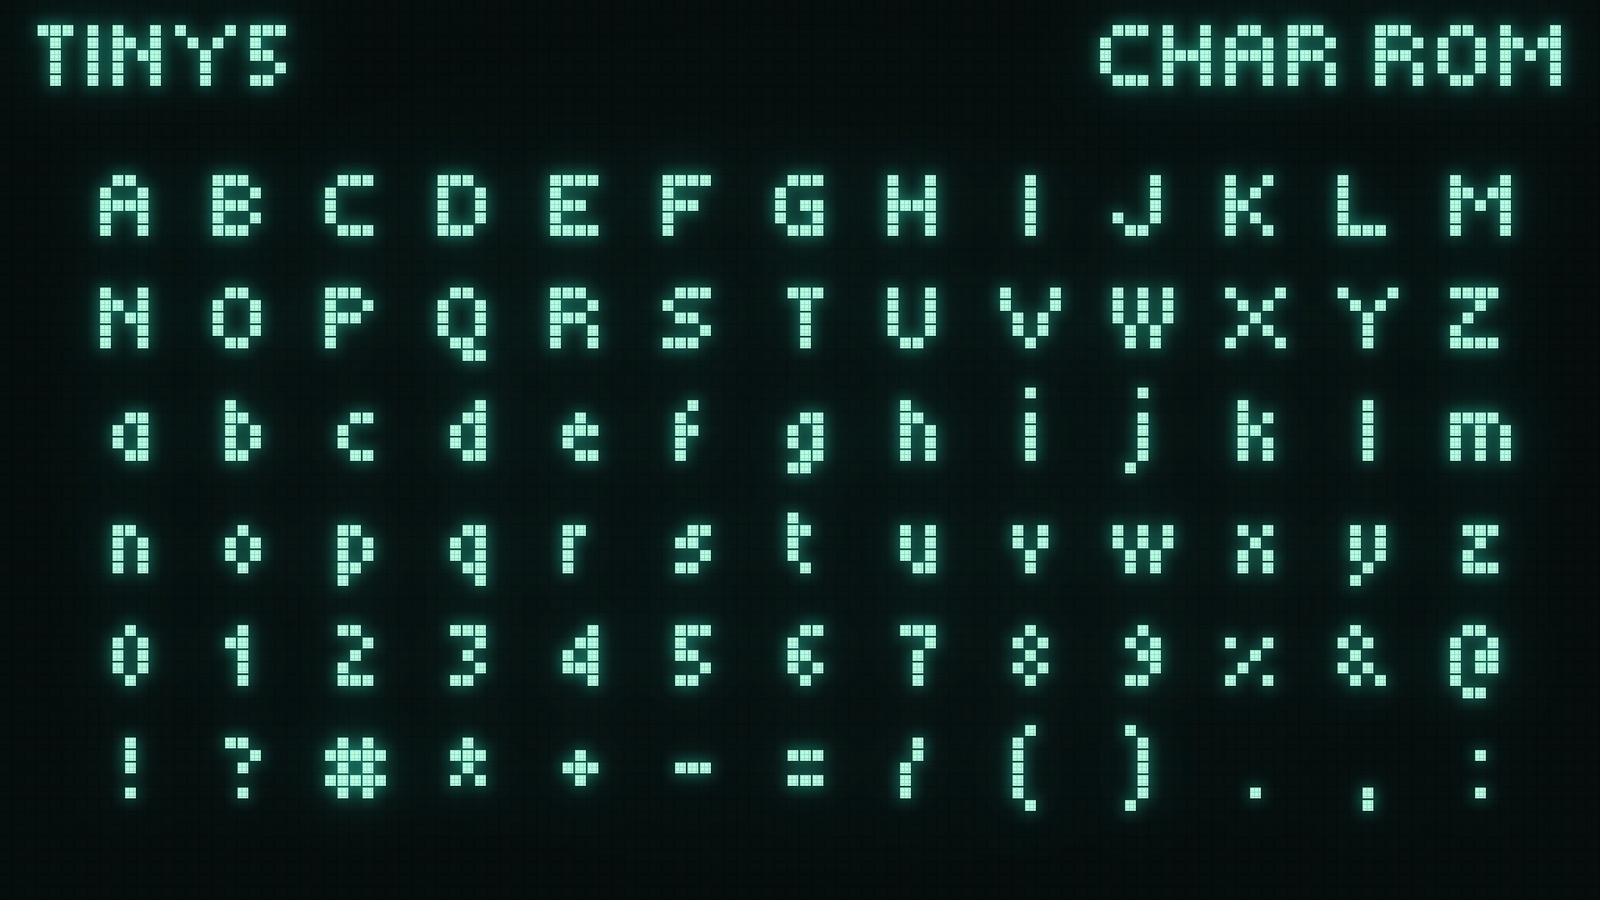 TINY5 CHAR ROM
A B C D E F G H I J K L M
N O P Q R S T U V W X Y Z
a b c d e f g h i j k l m
n o p q r s t u v w x y z
0 1 2 3 4 5 6 7 8 9 % & @
! ? # * + - = / ( ) . , :